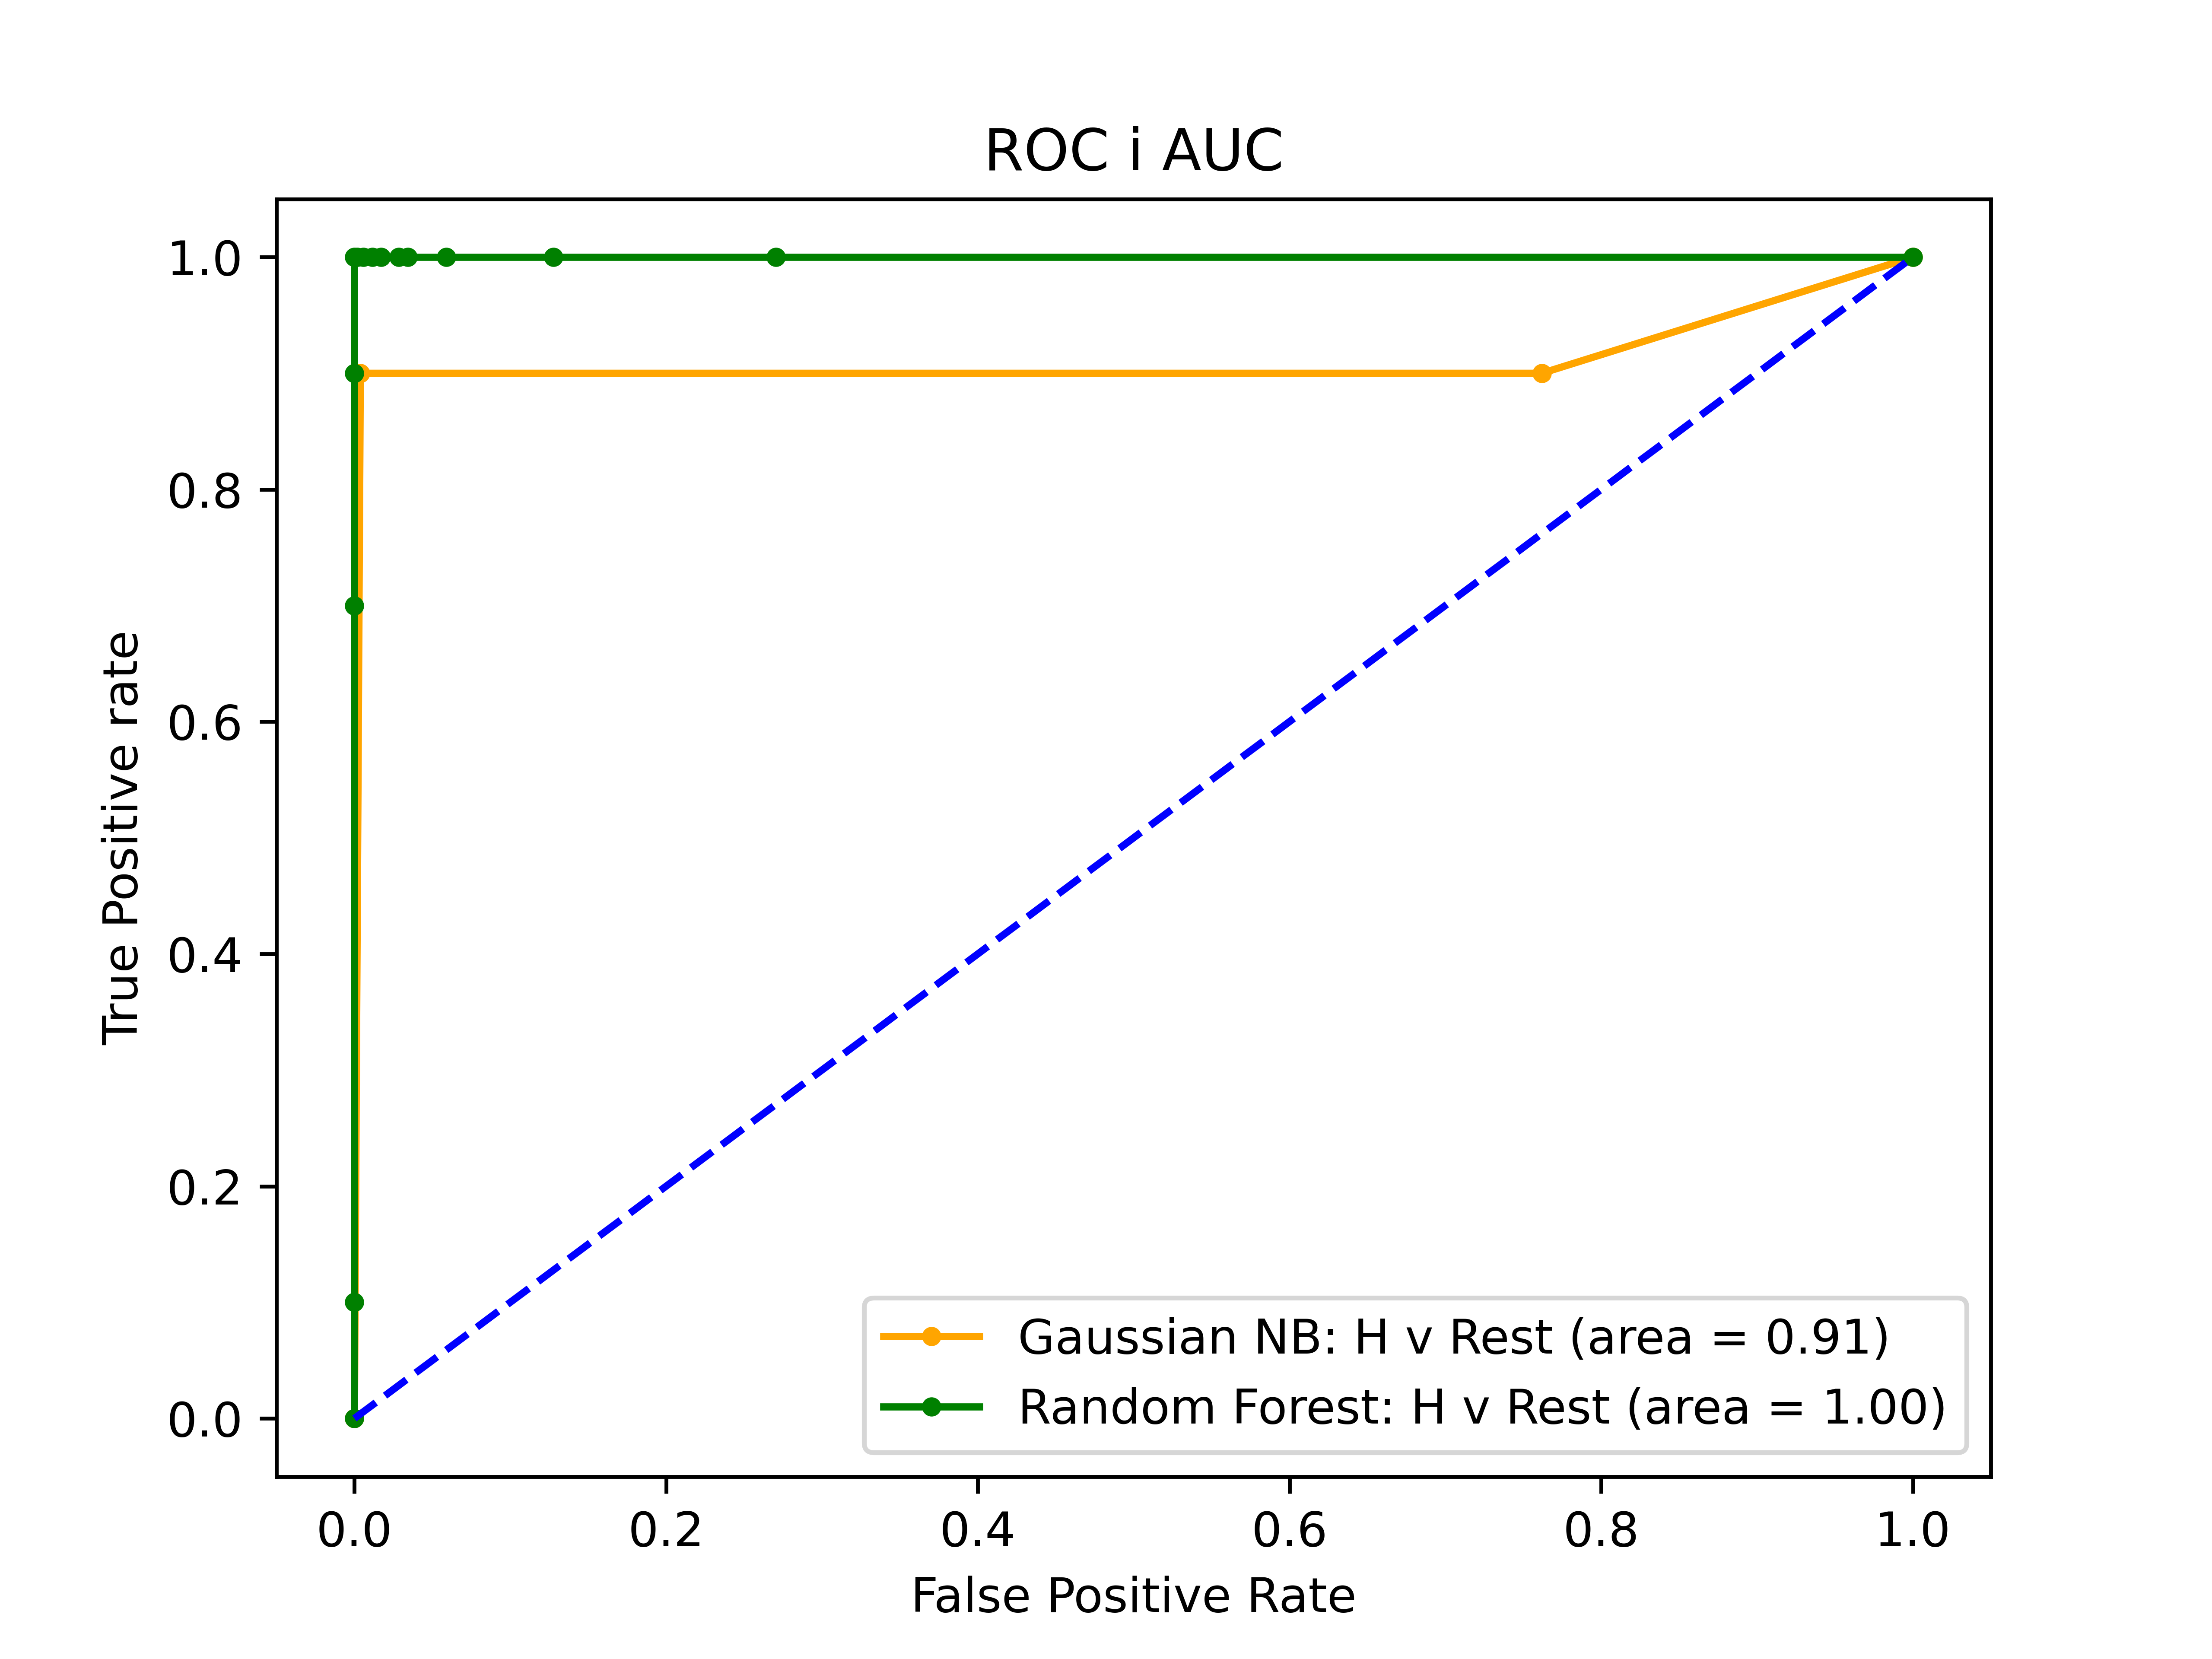 ROC i AUC
1.0
0.8
0.6
0.4
0.2
0.0
True Positive rate
Gaussian NB: H v Rest (area = 0.91)
Random Forest: H v Rest (area = 1.00)
0.0 0.2 0.4 0.6 0.8 1.0
False Positive Rate